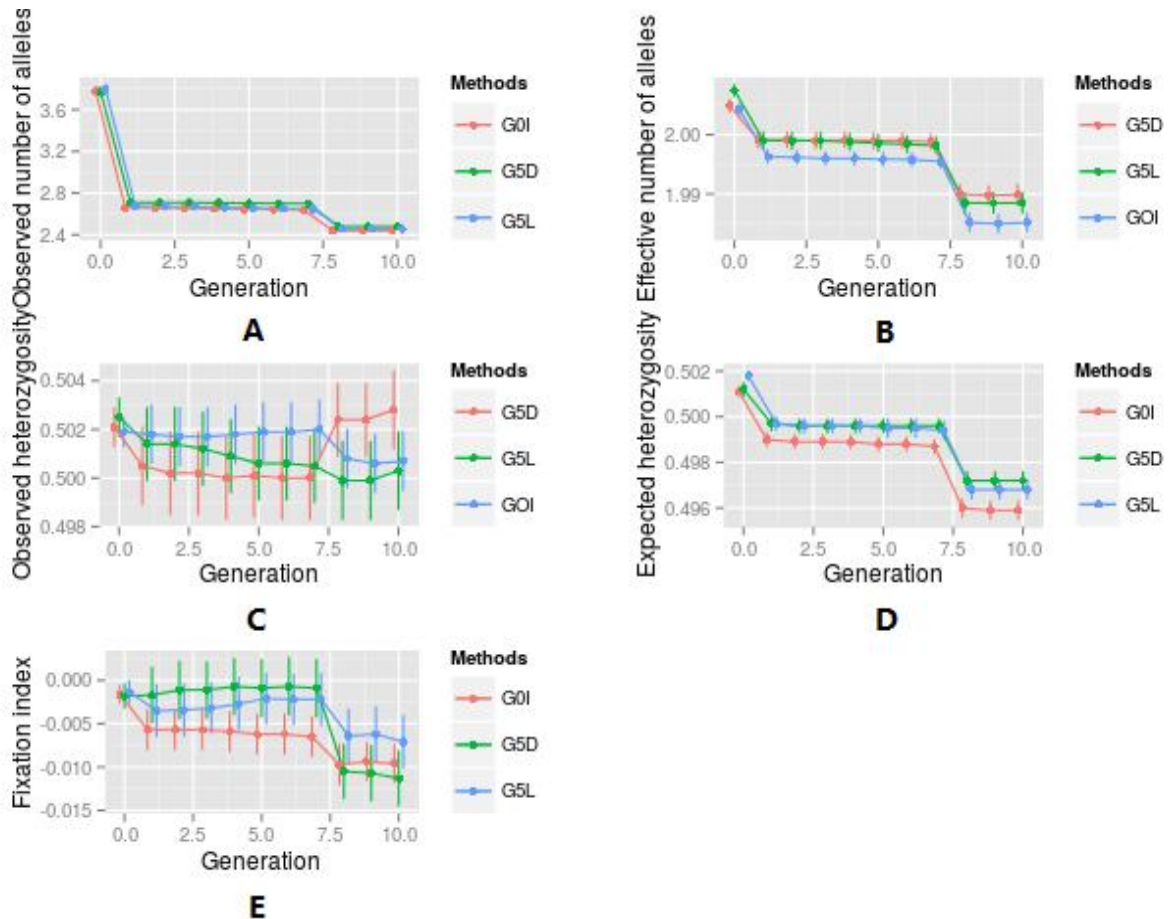 Observed number of alleles
3.6
3.2
2.8
2.4
0.0 2.5 5.0 7.5 10.0
Generation
Methods
G0I
G5D
G5L
A
Effective number of alleles
2.00
1.99
0.0 2.5 5.0 7.5 10.0
Generation
Methods
G5D
G5L
GOI
B
Observed heterozygosity
0.504
0.502
0.500
0.498
0.0 2.5 5.0 7.5 10.0
Generation
Methods
G5D
G5L
GOI
C
Expected heterozygosity
0.502
0.500
0.498
0.496
0.0 2.5 5.0 7.5 10.0
Generation
Methods
G0I
G5D
G5L
D
Fixation index
0.000
-0.005
-0.010
-0.015
0.0 2.5 5.0 7.5 10.0
Generation
Methods
G0I
G5D
G5L
E